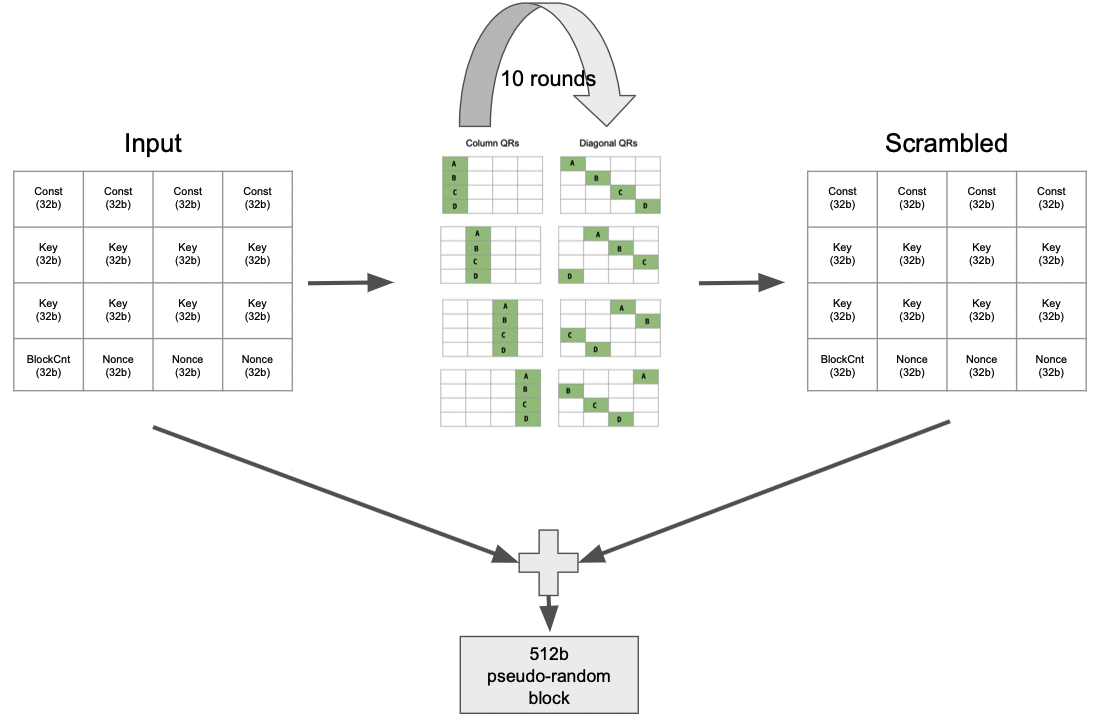 10 rounds
Input
Column QRs
Diagonal QRs
Scrambled
Const Const Const Const
(32b) (32b) (32b) (32b)
Key Key Key Key
(32b) (32b) (32b) (32b)
Key Key Key Key
(32b) (32b) (32b) (32b)
BlockCnt Nonce Nonce Nonce
(32b) (32b) (32b) (32b)
A
B
C
D
A
B
C
D
A
B
C
D
A
B
C
D
A
B
C
D
A
B
C
D
A
B
C
D
A
B
C
D
Const Const Const Const
(32b) (32b) (32b) (32b)
Key Key Key Key
(32b) (32b) (32b) (32b)
Key Key Key Key
(32b) (32b) (32b) (32b)
BlockCnt Nonce Nonce Nonce
(32b) (32b) (32b) (32b)
512b
pseudo-random
block